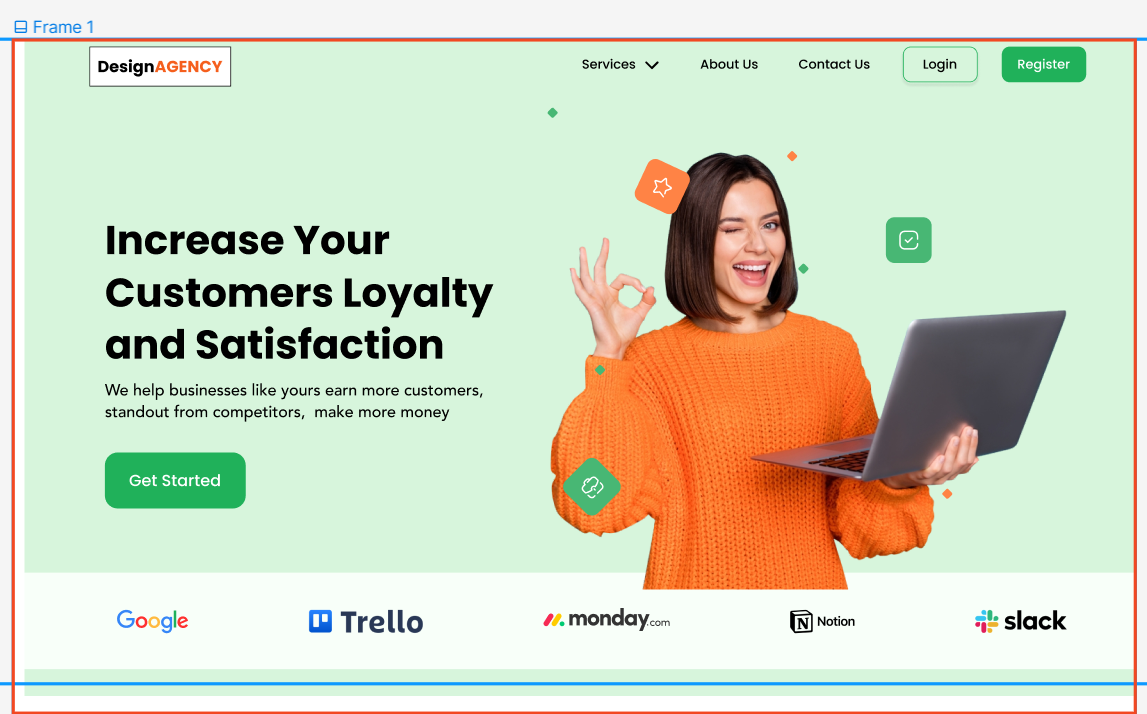 Frame 1
DesignAGENCY
Services
About Us
Contact Us
Login
Register
Increase Your
Customers Loyalty
and Satisfaction
We help businesses like yours earn more customers,
standout from competitors,  make more money
Get Started
Google
Trello
monday.com
Notion
slack